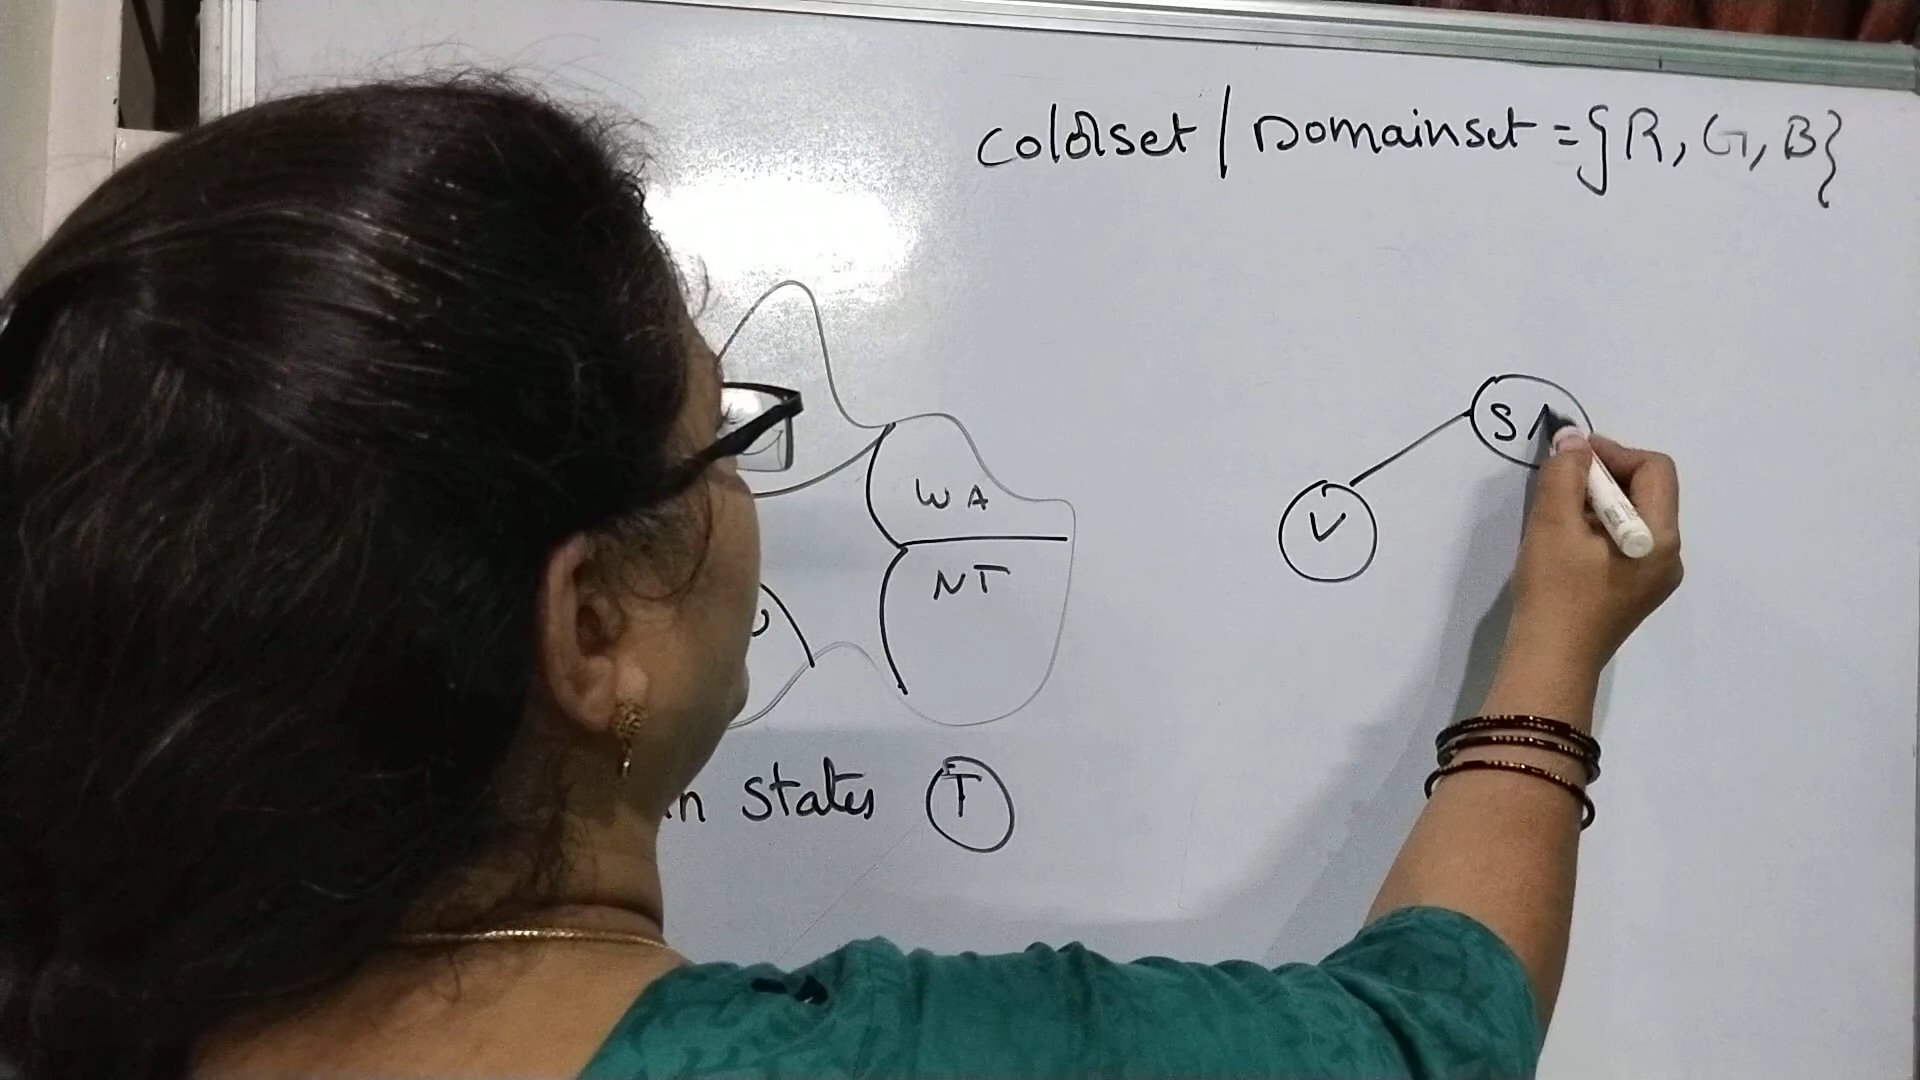 Colorset / Domainset = {R, G, B}
SA
V
WA
NT
States T